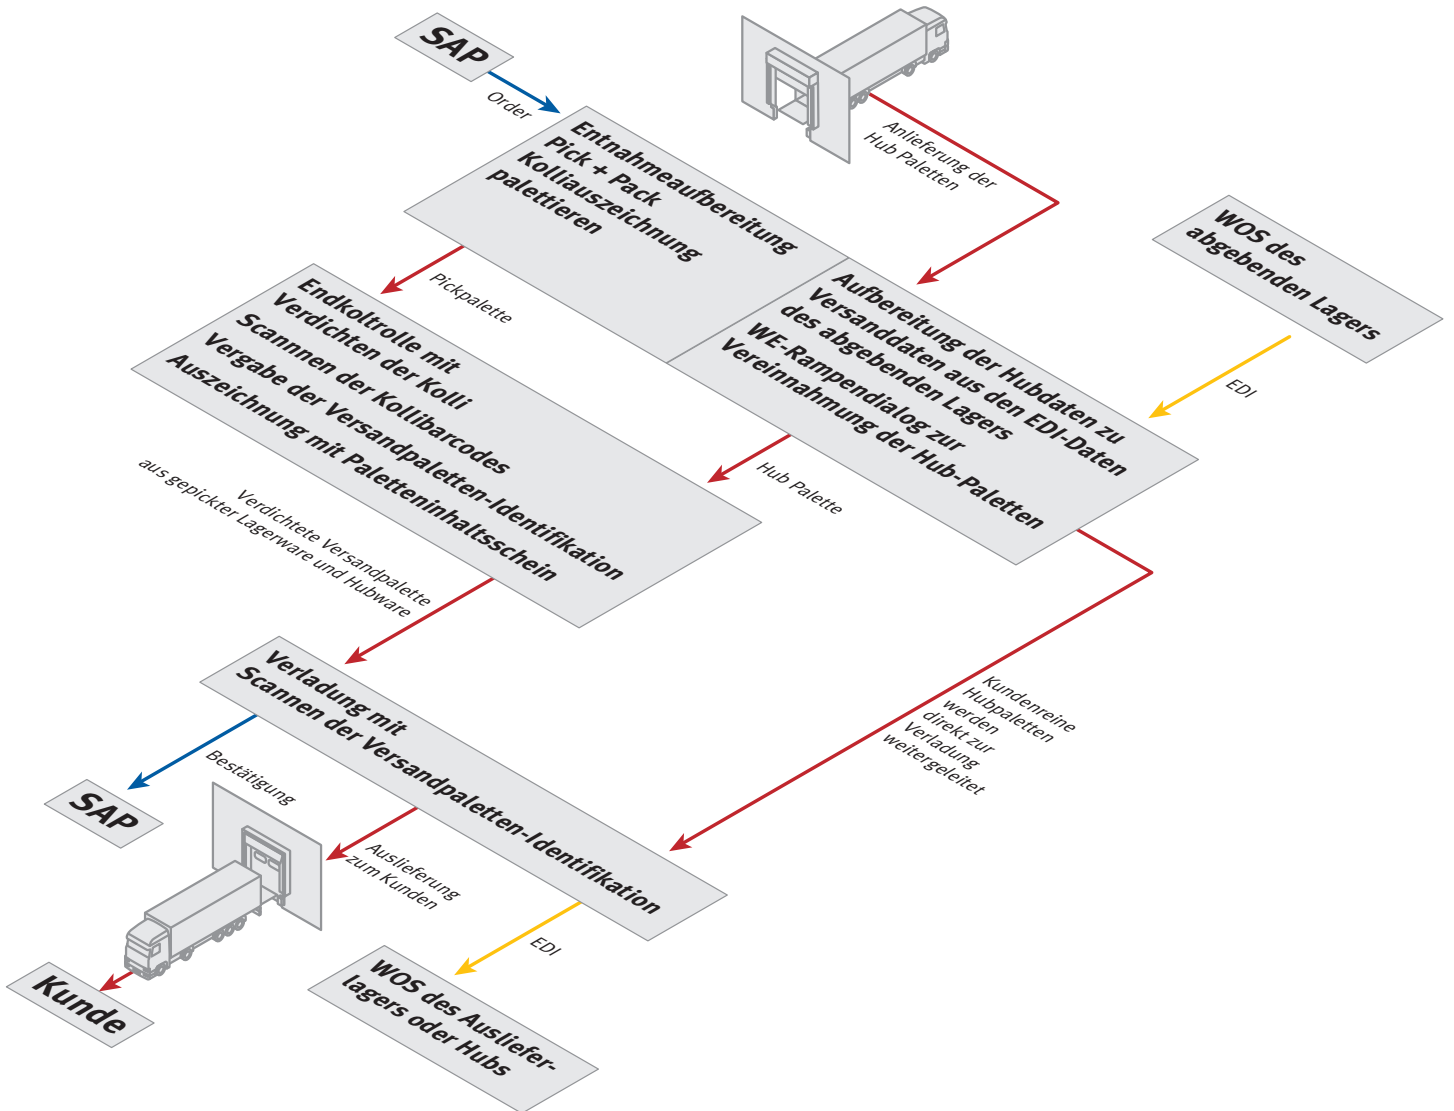 SAP
Order
Anlieferung der
Hub Paletten
Entnahmeaufbereitung
Pick + Pack
Kolliauszeichnung
palettieren
WOS des
abgebenden Lagers
Pickpalette
Aufbereitung der Hubdaten zu
Versanddaten aus den EDI-Daten
des abgebenden Lagers
WE-Rampendialog zur
Vereinnahmung der Hub-Paletten
EDI
Endkoltrolle mit
Verdichten der Kolli
Scannnen der Kollibarcodes
Vergabe der Versandpaletten-Identifikation
Auszeichnung mit Paletteninhaltsschein
Hub Palette
Verdichtete Versandpalette
aus gepickter Lagerware und Hubware
Kundenreine
Hubpaletten
werden
direkt zur
Verladung
weitergeleitet
Verladung mit
Scannen der Versandpaletten-Identifikation
Bestätigung
SAP
Auslieferung
zum Kunden
EDI
Kunde
WOS des Ausliefer-
lagers oder Hubs